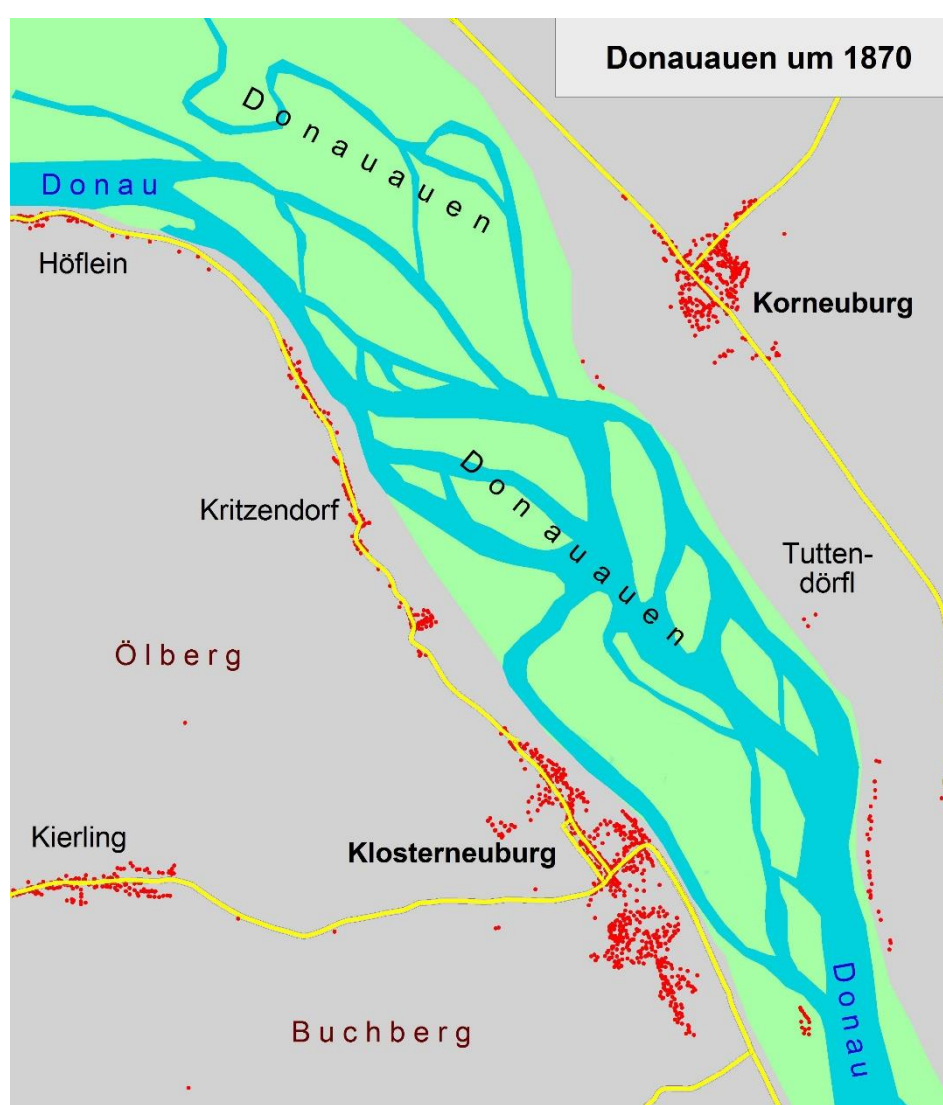 Donauauen um 1870
Donauauen
Donau
Höflein
Korneuburg
Donauauen
Kritzendorf
Tutten-
dörfl
Ölberg
Kierling
Klosterneuburg
Buchberg
Donau